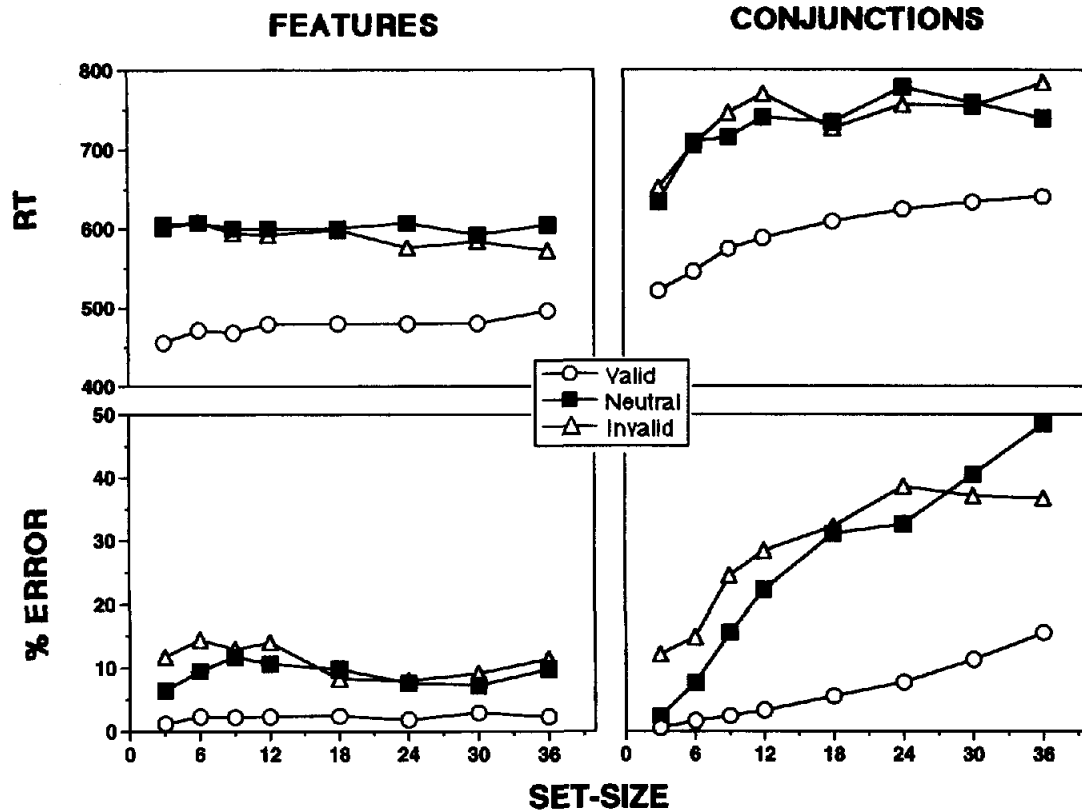 FEATURES
CONJUNCTIONS
800
700
600
500
400
RT
Valid
Neutral
Invalid
50
40
30
20
10
0
% ERROR
0 6 12 18 24 30 36
0 6 12 18 24 30 36
SET-SIZE